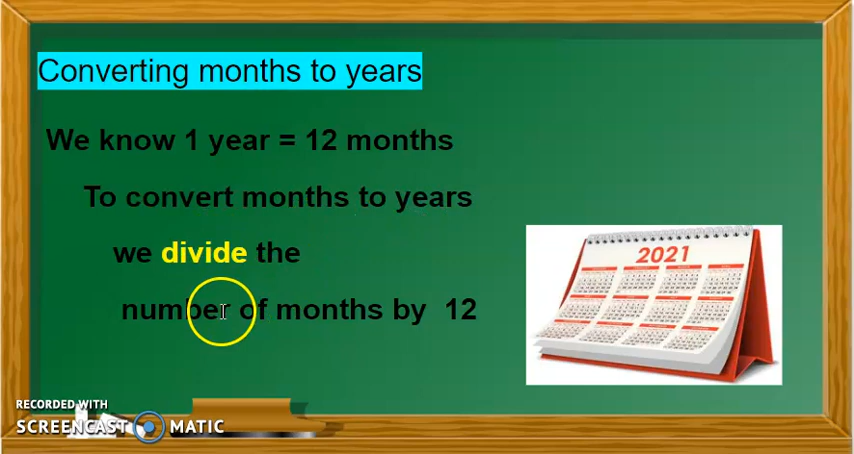 Converting months to years
We know 1 year = 12 months
To convert months to years
we divide the
number of months by 12
2021
RECORDED WITH
SCREENCAST MATIC